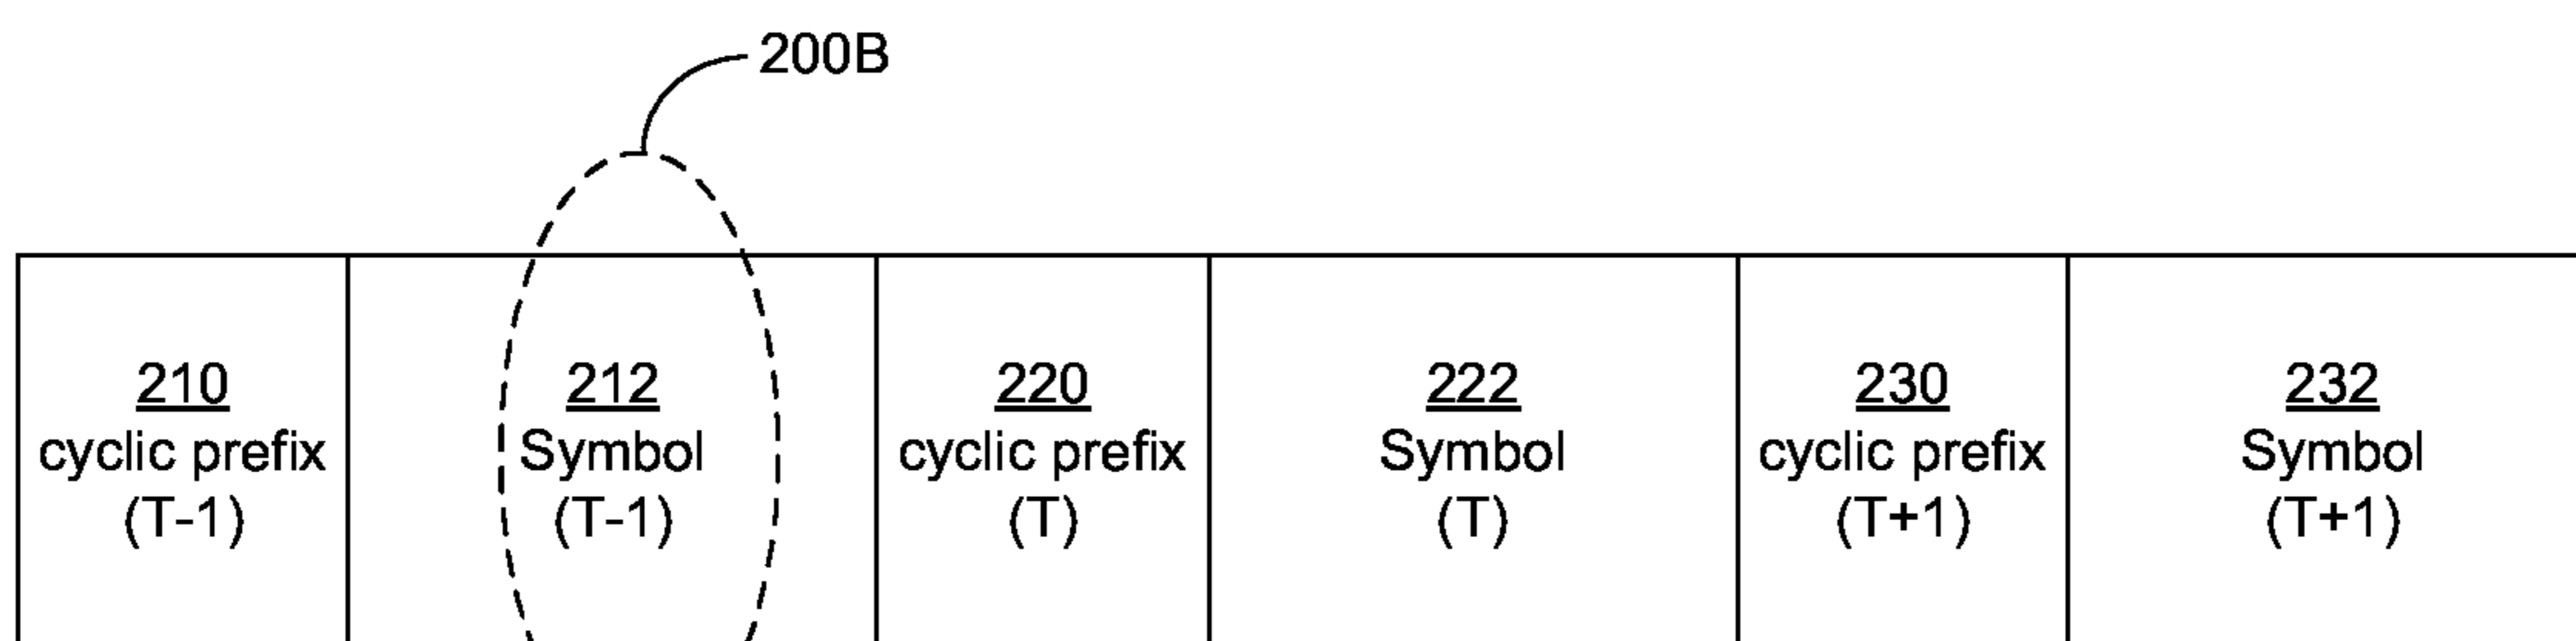 200B
210
cyclic prefix
(T-1)
212
Symbol
(T-1)
220
cyclic prefix
(T)
222
Symbol
(T)
230
cyclic prefix
(T+1)
232
Symbol
(T+1)